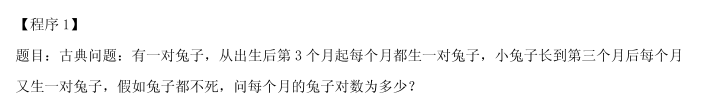 【程序 1】
题目：古典问题：有一对兔子，从出生后第 3 个月起每个月都生一对兔子，小兔子长到第三个月后每个月
又生一对兔子，假如兔子都不死，问每个月的兔子对数为多少？